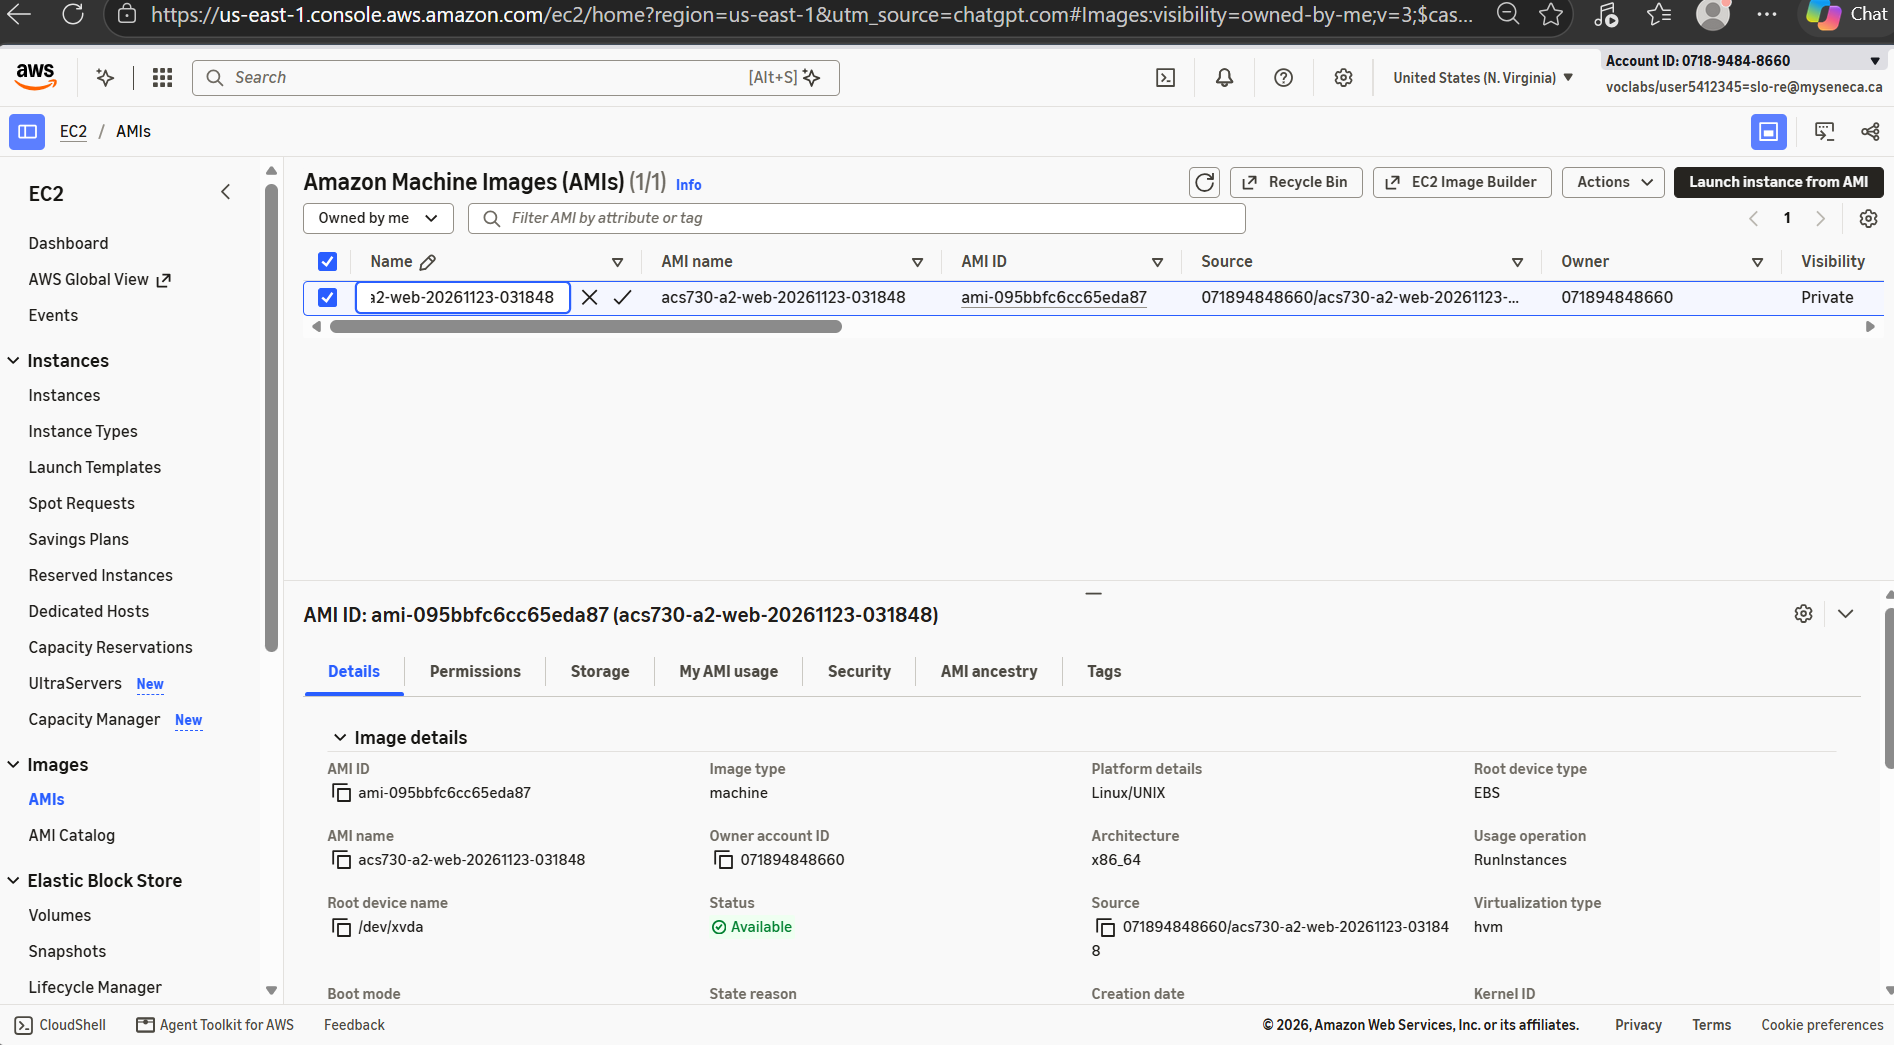 https://us-east-1.console.aws.amazon.com/ec2/home?region=us-east-1&utm_source=chatgpt.com#Images:visibility=owned-by-me;v=3;$cas...
Chat
aws
Search
[Alt+S]
United States (N. Virginia)
Account ID: 0718-9484-8660
voclabs/user5412345=slo-re@myseneca.ca
EC2 / AMIs
EC2
Dashboard
AWS Global View
Events
Instances
Instances
Instance Types
Launch Templates
Spot Requests
Savings Plans
Reserved Instances
Dedicated Hosts
Capacity Reservations
UltraServers New
Capacity Manager New
Images
AMIs
AMI Catalog
Elastic Block Store
Volumes
Snapshots
Lifecycle Manager
Amazon Machine Images (AMIs) (1/1) Info
Recycle Bin
EC2 Image Builder
Actions
Launch instance from AMI
Owned by me
Filter AMI by attribute or tag
1
Name AMI name AMI ID Source Owner Visibility
a2-web-20261123-031848 acs730-a2-web-20261123-031848 ami-095bbfc6cc65eda87 071894848660/acs730-a2-web-20261123-... 071894848660 Private
AMI ID: ami-095bbfc6cc65eda87 (acs730-a2-web-20261123-031848)
Details Permissions Storage My AMI usage Security AMI ancestry Tags
Image details
AMI ID Image type Platform details Root device type
ami-095bbfc6cc65eda87 machine Linux/UNIX EBS
AMI name Owner account ID Architecture Usage operation
acs730-a2-web-20261123-031848 071894848660 x86_64 RunInstances
Root device name Status Source Virtualization type
/dev/xvda Available 071894848660/acs730-a2-web-20261123-03184 hvm
8
Boot mode State reason Creation date Kernel ID
CloudShell Agent Toolkit for AWS Feedback
© 2026, Amazon Web Services, Inc. or its affiliates. Privacy Terms Cookie preferences